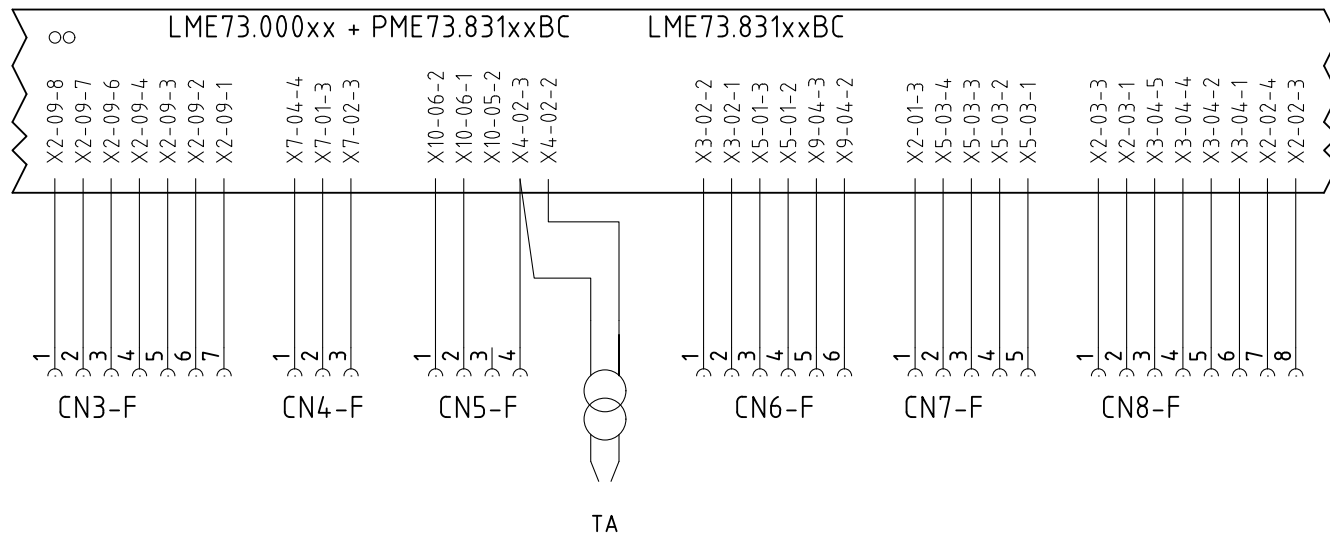 LME73.000xx + PME73.831xxBC
LME73.831xxBC
X2-09-8
X2-09-7
X2-09-6
X2-09-4
X2-09-3
X2-09-2
X2-09-1
X7-04-4
X7-01-3
X7-02-3
X10-06-2
X10-06-1
X10-05-2
X4-02-3
X4-02-2
X3-02-2
X3-02-1
X5-01-3
X5-01-2
X9-04-3
X9-04-2
X2-01-3
X5-03-4
X5-03-3
X5-03-2
X5-03-1
X2-03-3
X2-03-1
X3-04-5
X3-04-4
X3-04-2
X3-04-1
X2-02-4
X2-02-3
1 2 3 4 5 6 7
1 2 3
1 2 3 4
1 2 3 4 5 6
1 2 3 4 5
1 2 3 4 5 6 7 8
CN3-F
CN4-F
CN5-F
CN6-F
CN7-F
CN8-F
TA